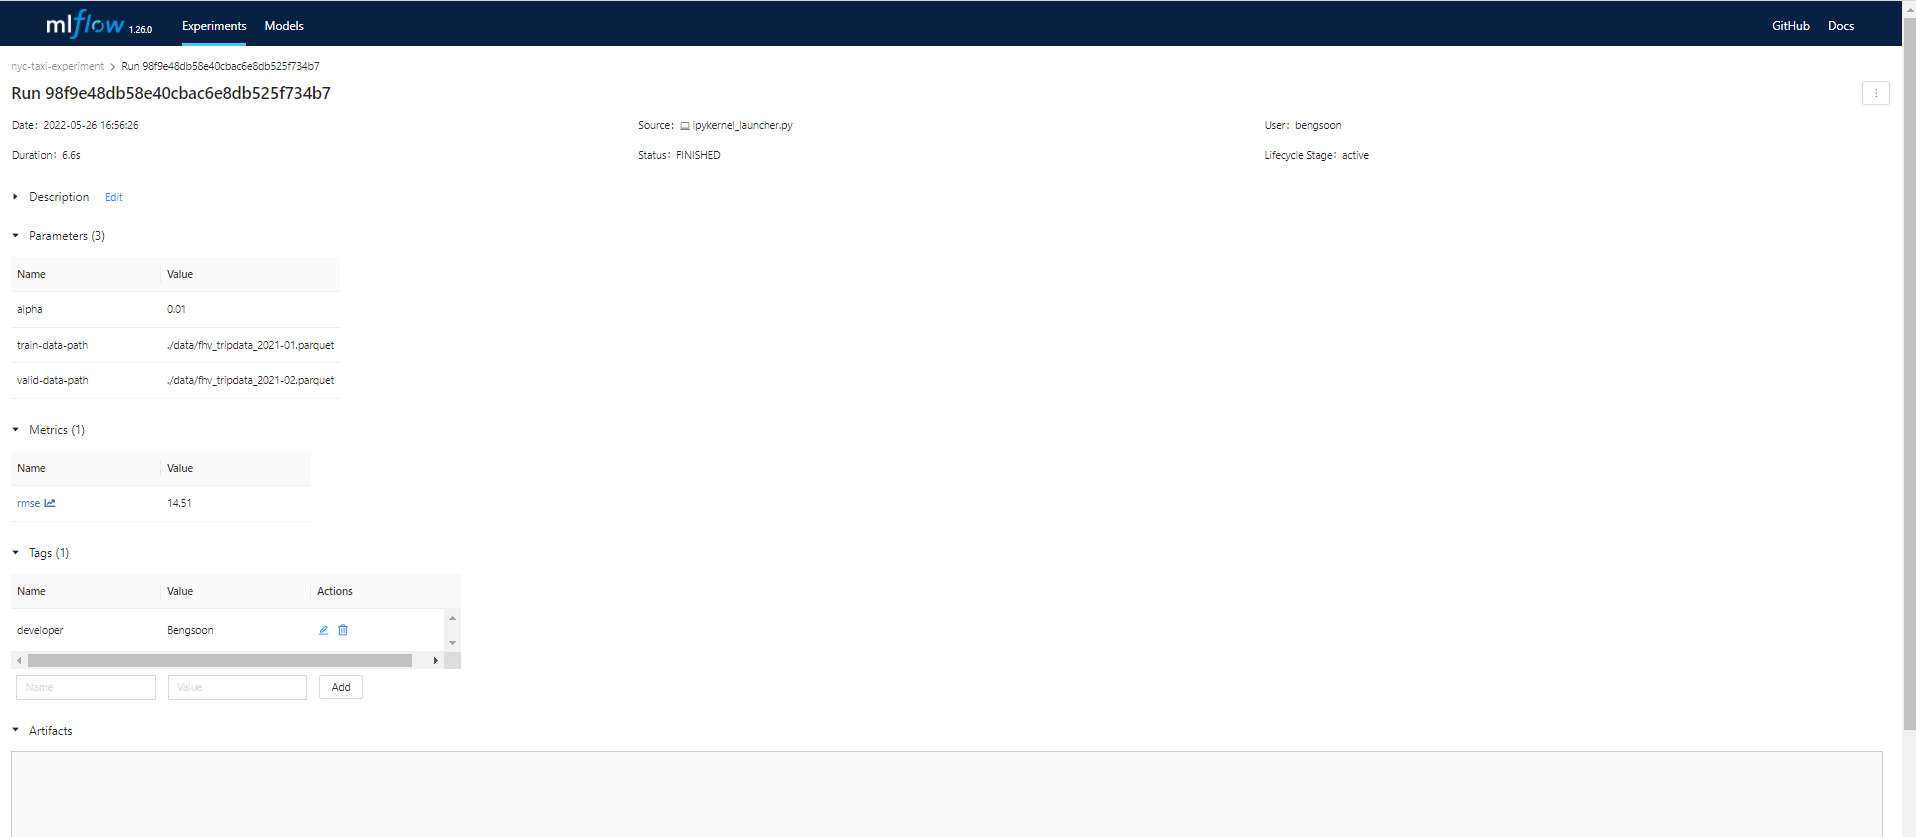 mlflow 1.26.0 Experiments Models GitHub Docs
nyc-taxi-experiment > Run 98f9e48db58e40cbac6e8db525f734b7
Run 98f9e48db58e40cbac6e8db525f734b7
Date: 2022-05-26 16:56:26 Source: ipykernel_launcher.py User: bengsoon
Duration: 6.6s Status: FINISHED Lifecycle Stage: active
Description Edit
Parameters (3)
Name Value
alpha 0.01
train-data-path ./data/fhv_tripdata_2021-01.parquet
valid-data-path ./data/fhv_tripdata_2021-02.parquet
Metrics (1)
Name Value
rmse 14.51
Tags (1)
Name Value Actions
developer Bengsoon
Name Value Add
Artifacts